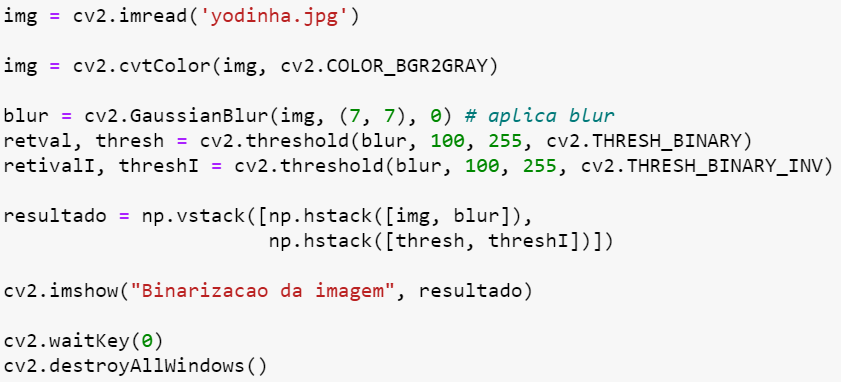 img = cv2.imread('yodinha.jpg')
img = cv2.cvtColor(img, cv2.COLOR_BGR2GRAY)
blur = cv2.GaussianBlur(img, (7, 7), 0) # aplica blur
retval, thresh = cv2.threshold(blur, 100, 255, cv2.THRESH_BINARY)
retivalI, threshI = cv2.threshold(blur, 100, 255, cv2.THRESH_BINARY_INV)
resultado = np.vstack([np.hstack([img, blur]),
                       np.hstack([thresh, threshI])])
cv2.imshow("Binarizacao da imagem", resultado)
cv2.waitKey(0)
cv2.destroyAllWindows()